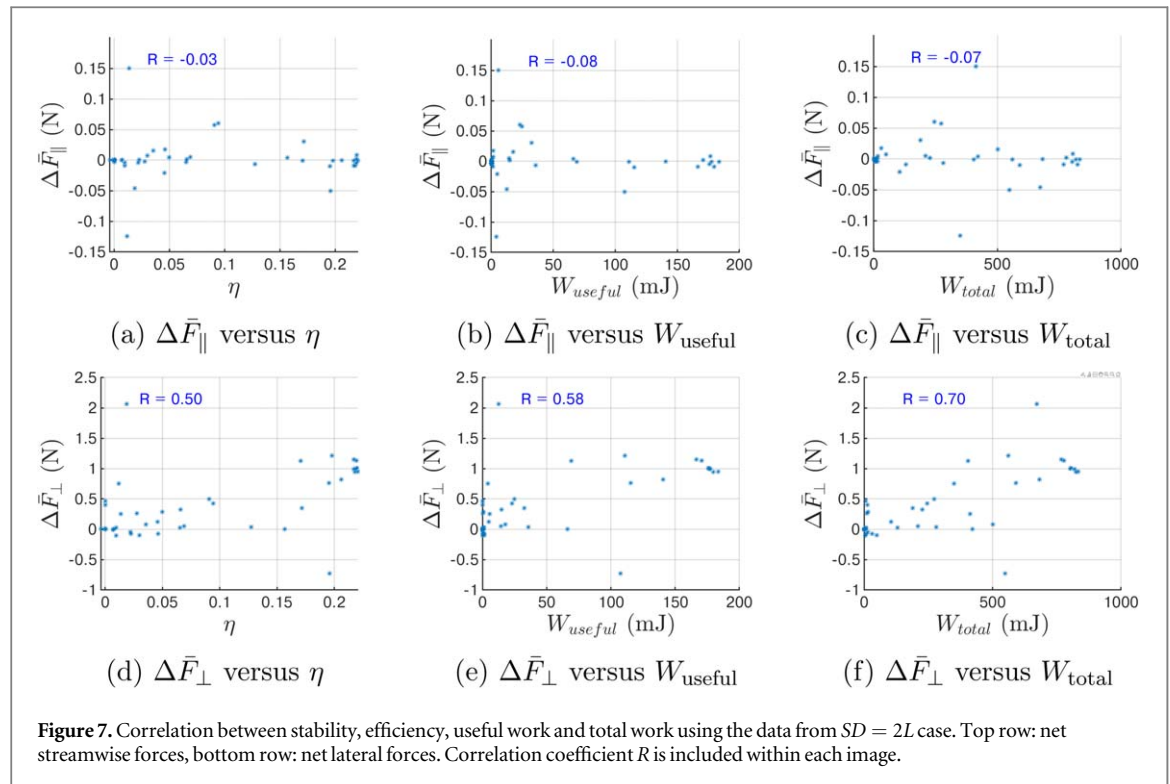 R = -0.03
0.15
0.1
0.05
0
-0.05
-0.1
-0.15
0 0.05 0.1 0.15 0.2
ΔF̄∥ (N)
η
(a) ΔF̄∥ versus η
R = -0.08
0.15
0.1
0.05
0
-0.05
-0.1
-0.15
0 50 100 150 200
ΔF̄∥ (N)
W_useful (mJ)
(b) ΔF̄∥ versus W_useful
R = -0.07
0.15
0.1
0.05
0
-0.05
-0.1
-0.15
0 500 1000
ΔF̄∥ (N)
W_total (mJ)
(c) ΔF̄∥ versus W_total
R = 0.50
2.5
2
1.5
1
0.5
0
-0.5
-1
0 0.05 0.1 0.15 0.2
ΔF̄⊥ (N)
η
(d) ΔF̄⊥ versus η
R = 0.58
2.5
2
1.5
1
0.5
0
-0.5
-1
0 50 100 150 200
ΔF̄⊥ (N)
W_useful (mJ)
(e) ΔF̄⊥ versus W_useful
R = 0.70
2.5
2
1.5
1
0.5
0
-0.5
-1
0 500 1000
ΔF̄⊥ (N)
W_total (mJ)
(f) ΔF̄⊥ versus W_total
Figure 7. Correlation between stability, efficiency, useful work and total work using the data from SD = 2L case. Top row: net
streamwise forces, bottom row: net lateral forces. Correlation coefficient R is included within each image.